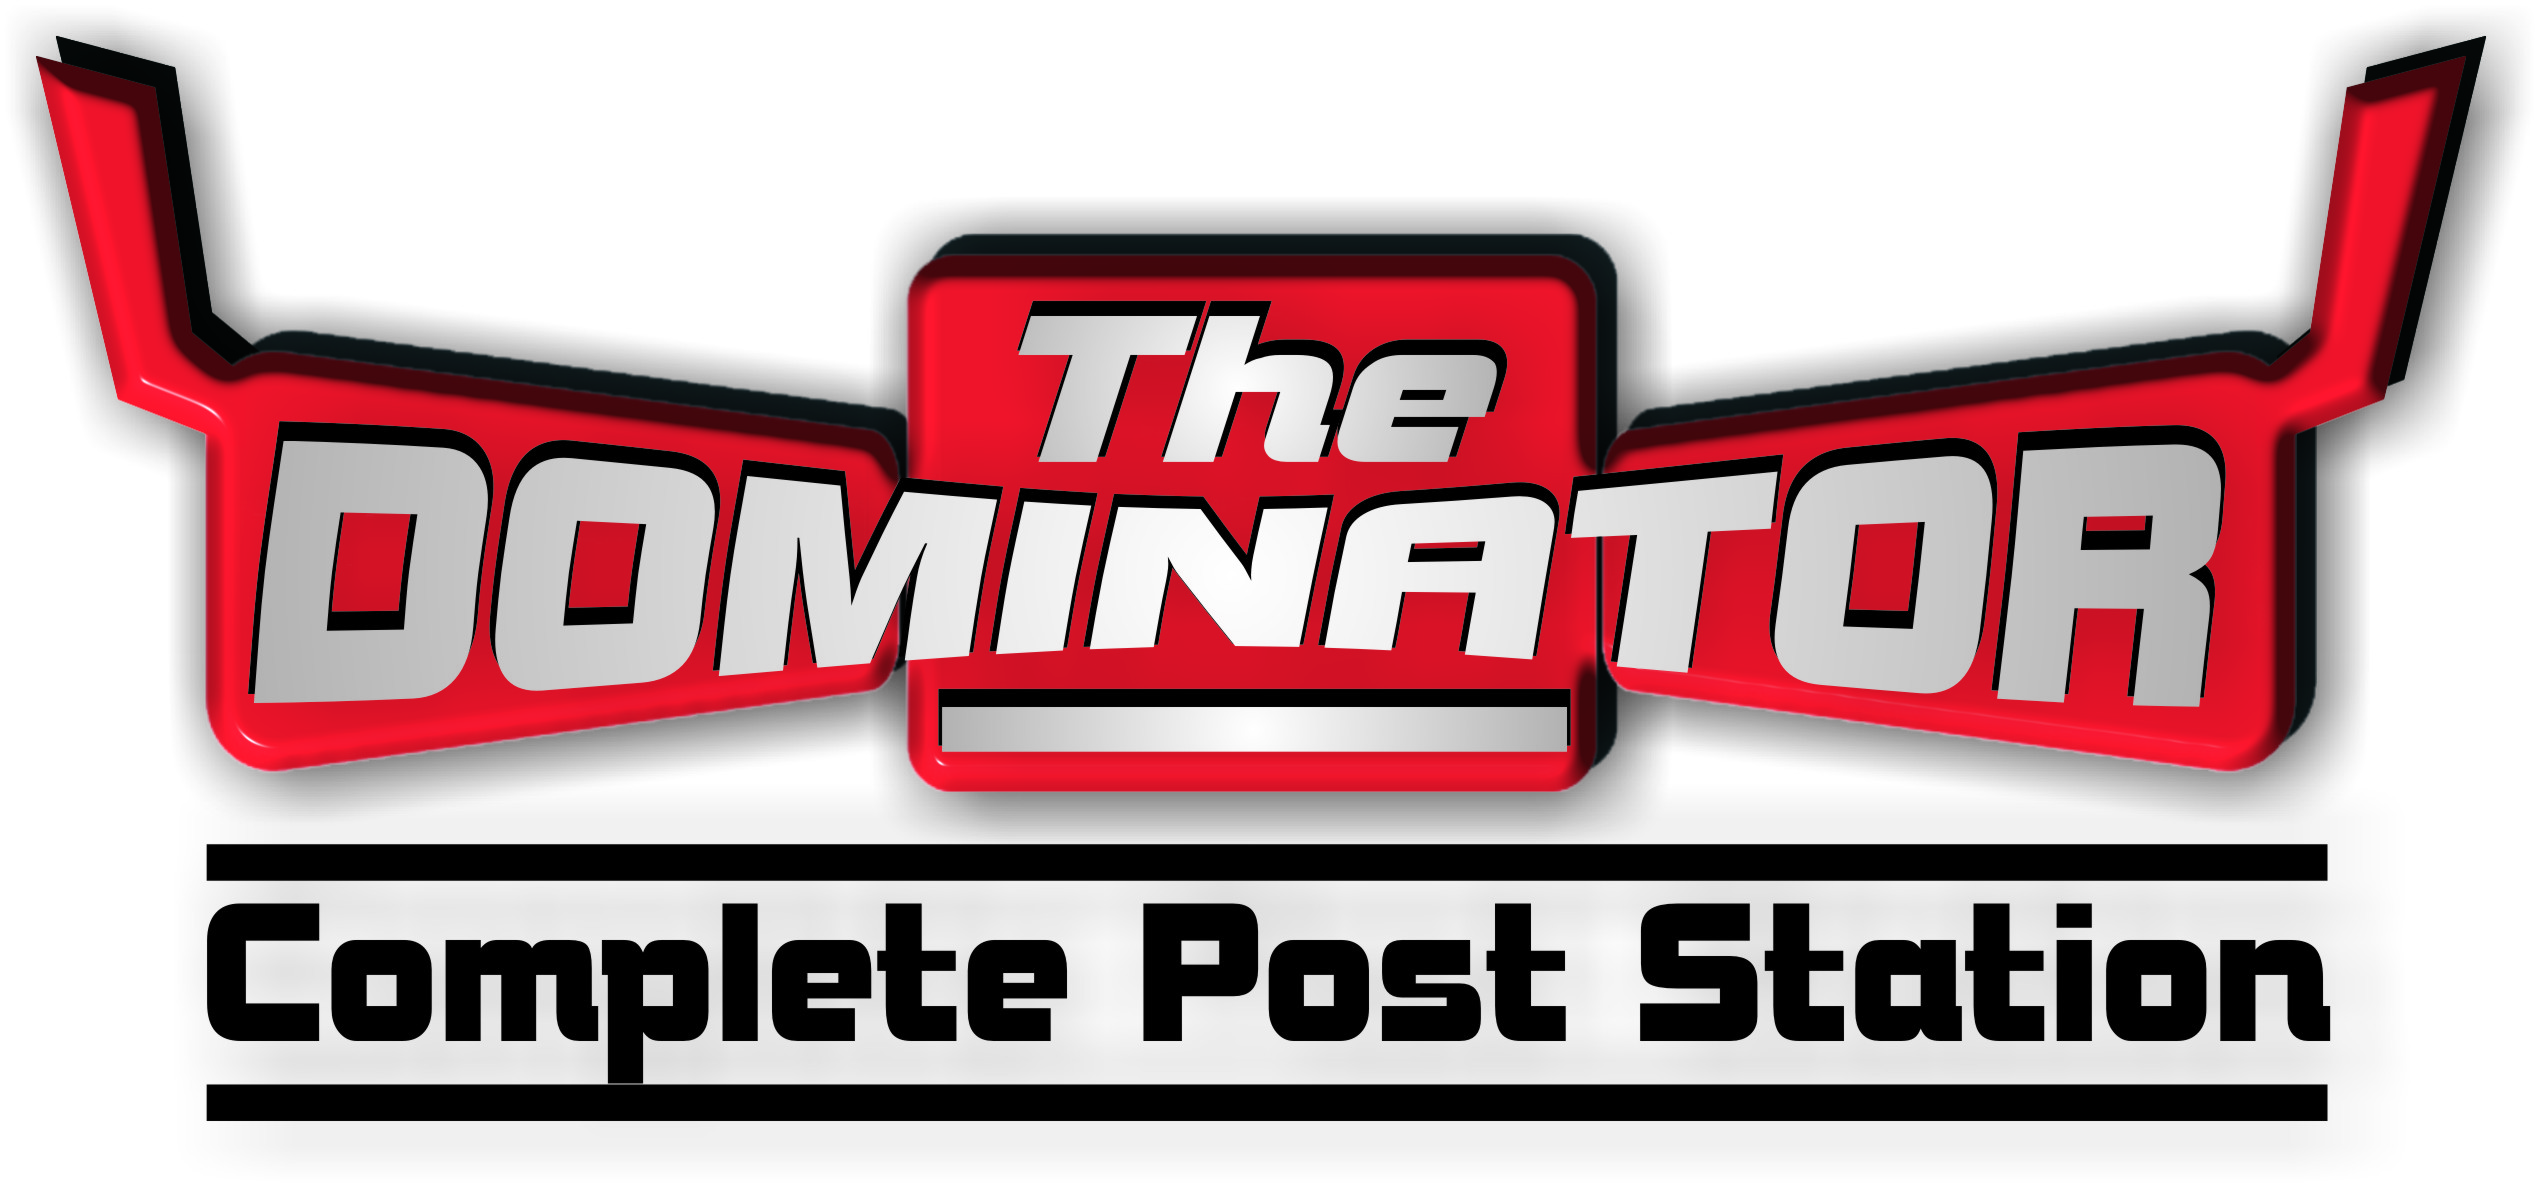 The
DOMINATOR
Complete Post Station